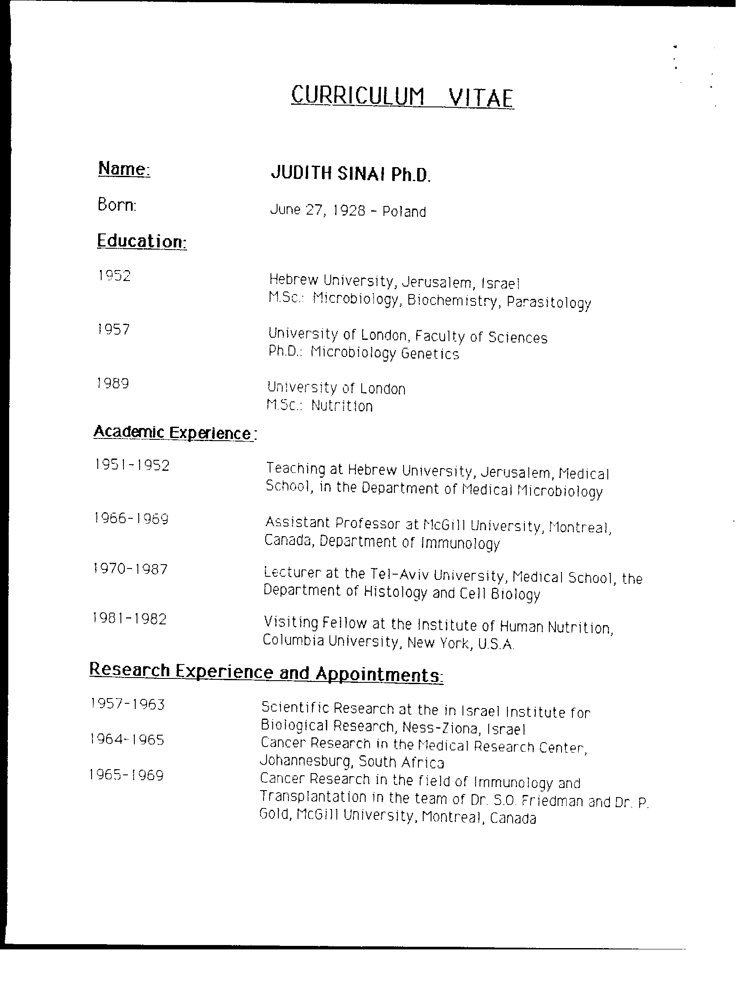 CURRICULUM VITAE
Name: JUDITH SINAI Ph.D.
Born: June 27, 1928 - Poland
Education:
1952 Hebrew University, Jerusalem, Israel
M.Sc.: Microbiology, Biochemistry, Parasitology
1957 University of London, Faculty of Sciences
Ph.D.: Microbiology Genetics
1989 University of London
M.Sc.: Nutrition
Academic Experience:
1951-1952 Teaching at Hebrew University, Jerusalem, Medical
School, in the Department of Medical Microbiology
1966-1969 Assistant Professor at McGill University, Montreal,
Canada, Department of Immunology
1970-1987 Lecturer at the Tel-Aviv University, Medical School, the
Department of Histology and Cell Biology
1981-1982 Visiting Fellow at the Institute of Human Nutrition,
Columbia University, New York, U.S.A.
Research Experience and Appointments:
1957-1963 Scientific Research at the in Israel Institute for
Biological Research, Ness-Ziona, Israel
1964-1965 Cancer Research in the Medical Research Center,
Johannesburg, South Africa
1965-1969 Cancer Research in the field of Immunology and
Transplantation in the team of Dr. S.O. Friedman and Dr. P.
Gold, McGill University, Montreal, Canada